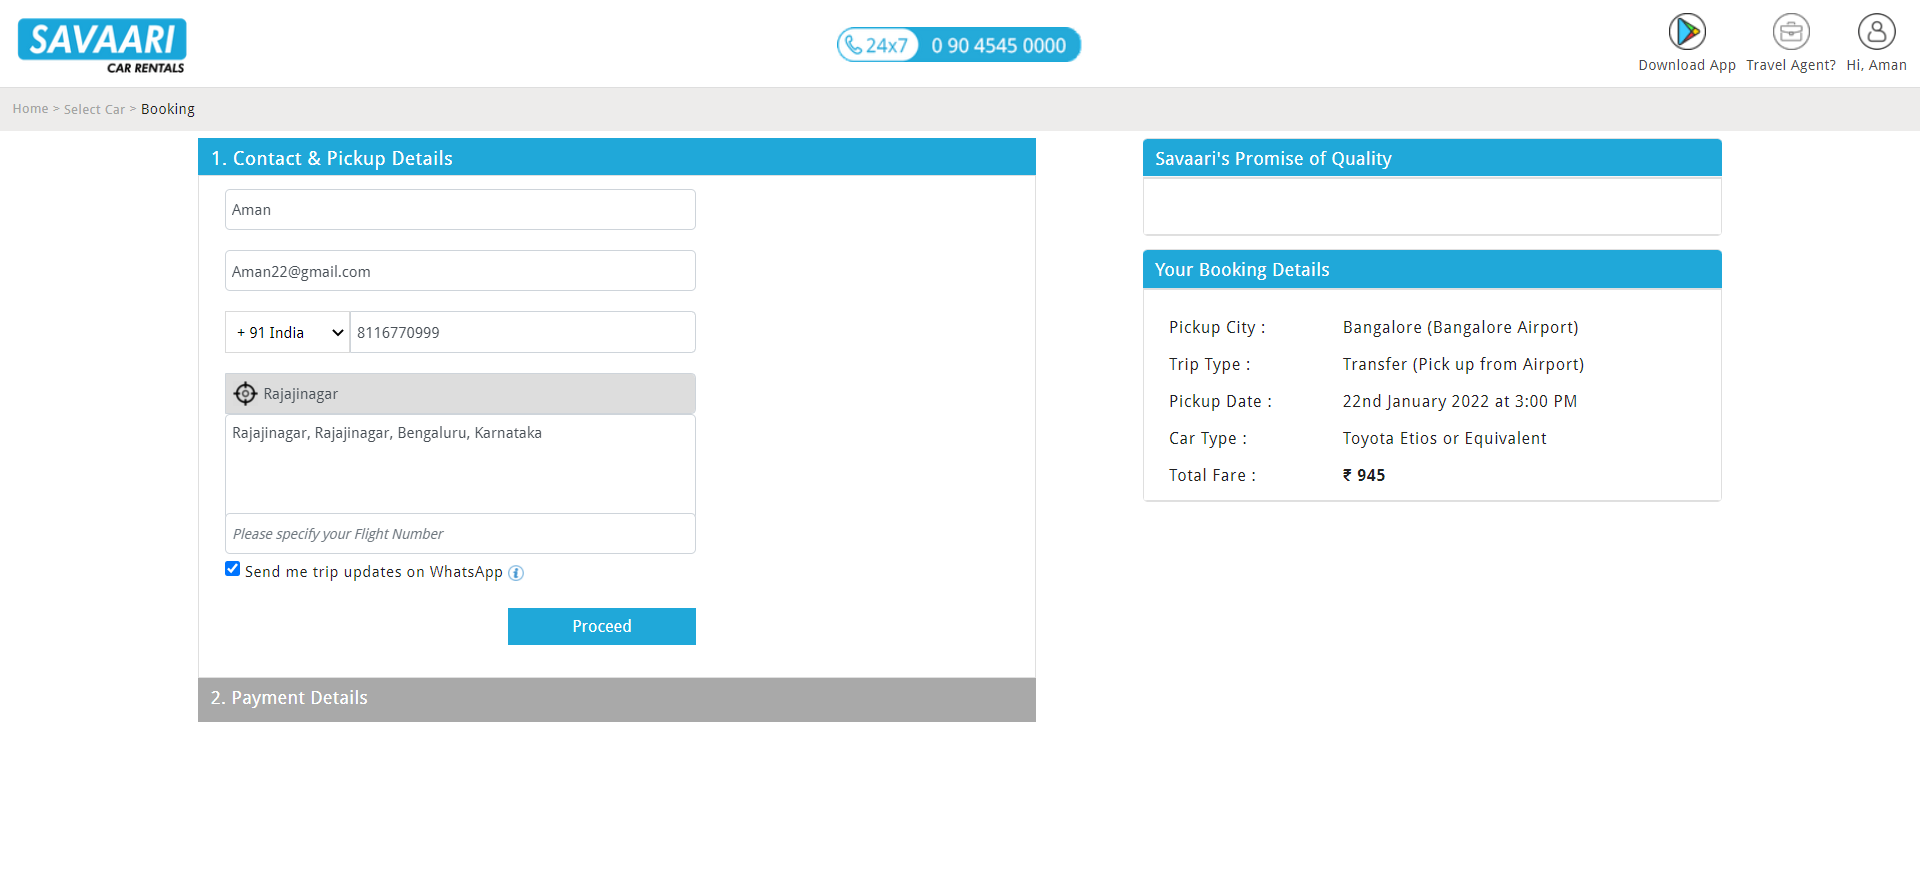 SAVAARI
CAR RENTALS
24x7 0 90 4545 0000
Download App Travel Agent? Hi, Aman
Home > Select Car > Booking
1. Contact & Pickup Details
Aman
Aman22@gmail.com
+ 91 India 8116770999
Rajajinagar
Rajajinagar, Rajajinagar, Bengaluru, Karnataka
Please specify your Flight Number
Send me trip updates on WhatsApp i
Proceed
2. Payment Details
Savaari's Promise of Quality
Your Booking Details
Pickup City : Bangalore (Bangalore Airport)
Trip Type : Transfer (Pick up from Airport)
Pickup Date : 22nd January 2022 at 3:00 PM
Car Type : Toyota Etios or Equivalent
Total Fare : ₹ 945